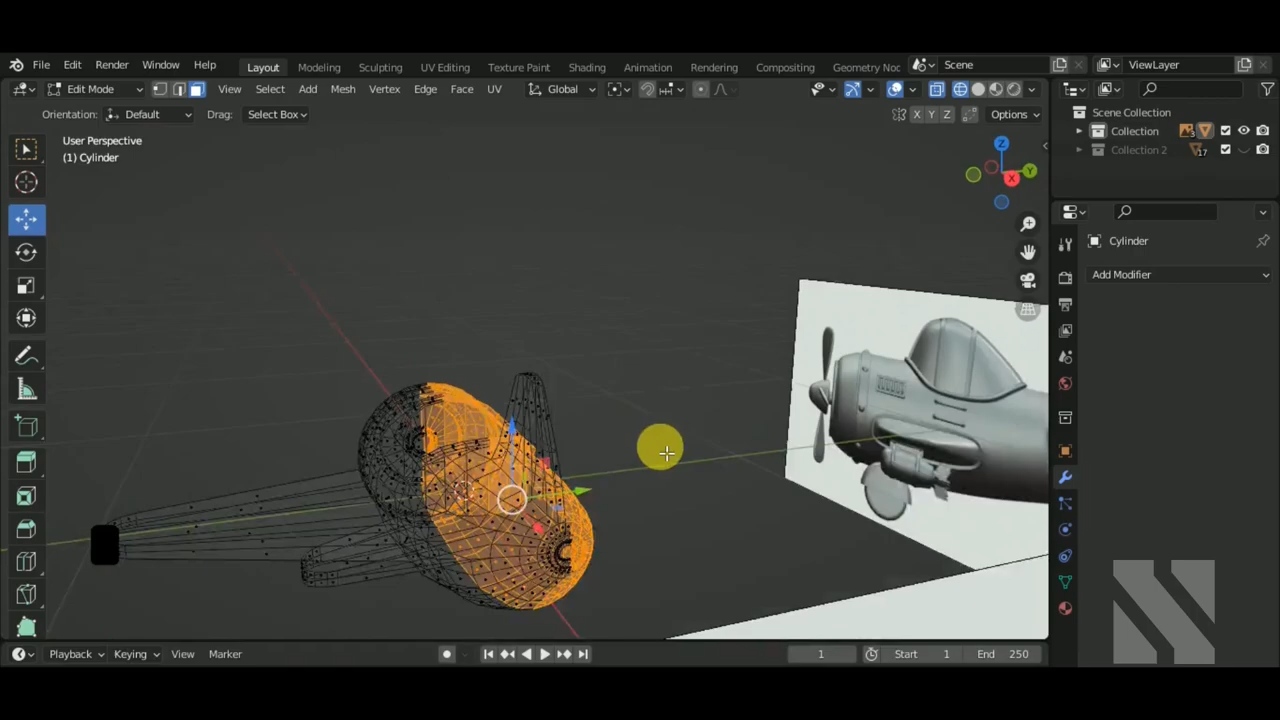 File Edit Render Window Help Layout Modeling Sculpting UV Editing Texture Paint Shading Animation Rendering Compositing Geometry Noc Scene ViewLayer
Edit Mode View Select Add Mesh Vertex Edge Face UV Global
Orientation: Default Drag: Select Box X Y Z Options
User Perspective
(1) Cylinder
Z
Y
X
Scene Collection
Collection 3
Collection 2 17
Cylinder
Add Modifier
Playback Keying View Marker 1 Start 1 End 250